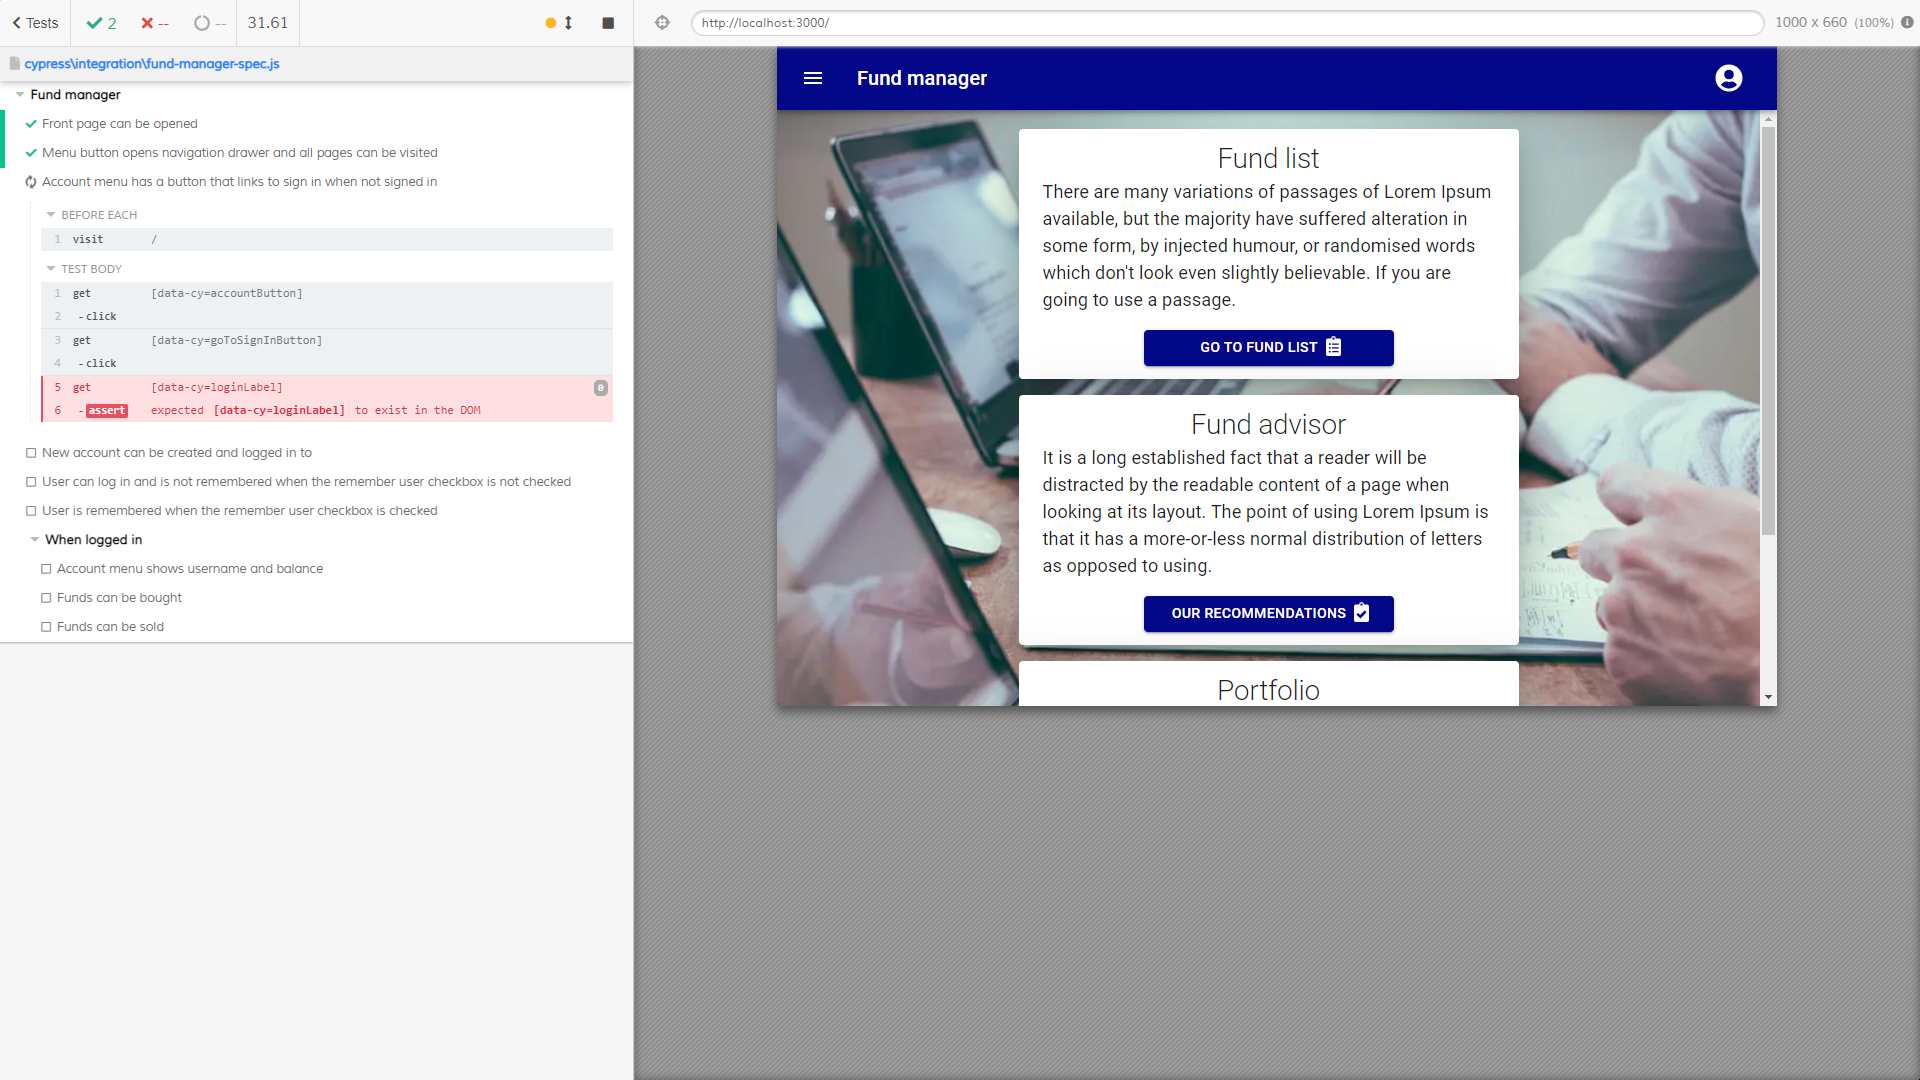 Tests
2
--
--
31.61
http://localhost:3000/
1000 x 660 (100%)
cypress\integration\fund-manager-spec.js
Fund manager
Front page can be opened
Menu button opens navigation drawer and all pages can be visited
Account menu has a button that links to sign in when not signed in
BEFORE EACH
1 visit /
TEST BODY
1 get [data-cy=accountButton]
2 - click
3 get [data-cy=goToSignInButton]
4 - click
5 get [data-cy=loginLabel] 0
6 - assert expected [data-cy=loginLabel] to exist in the DOM
New account can be created and logged in to
User can log in and is not remembered when the remember user checkbox is not checked
User is remembered when the remember user checkbox is checked
When logged in
Account menu shows username and balance
Funds can be bought
Funds can be sold
Fund manager
Fund list
There are many variations of passages of Lorem Ipsum
available, but the majority have suffered alteration in
some form, by injected humour, or randomised words
which don't look even slightly believable. If you are
going to use a passage.
GO TO FUND LIST
Fund advisor
It is a long established fact that a reader will be
distracted by the readable content of a page when
looking at its layout. The point of using Lorem Ipsum is
that it has a more-or-less normal distribution of letters
as opposed to using.
OUR RECOMMENDATIONS
Portfolio